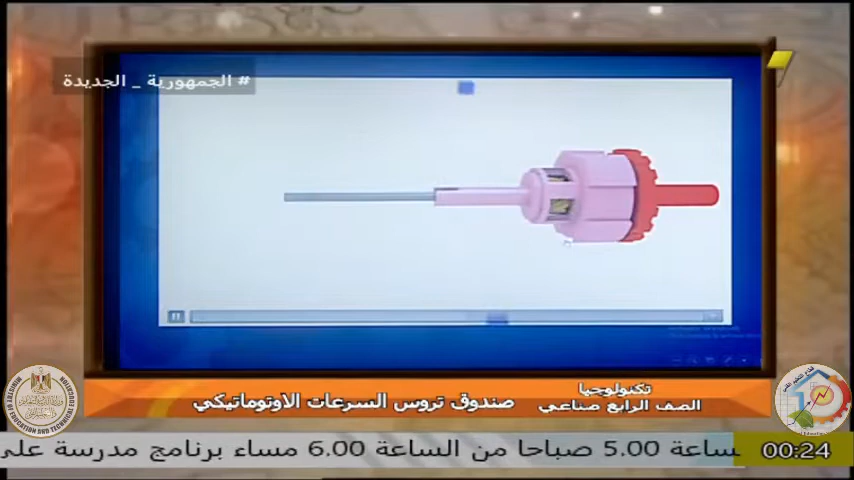 # الجمهورية _ الجديدة
تكنولوجيا
الصف الرابع صناعي
صندوق تروس السرعات الاوتوماتيكي
ساعة 5.00 صباحا من الساعة 6.00 مساء برنامج مدرسة على
00:24